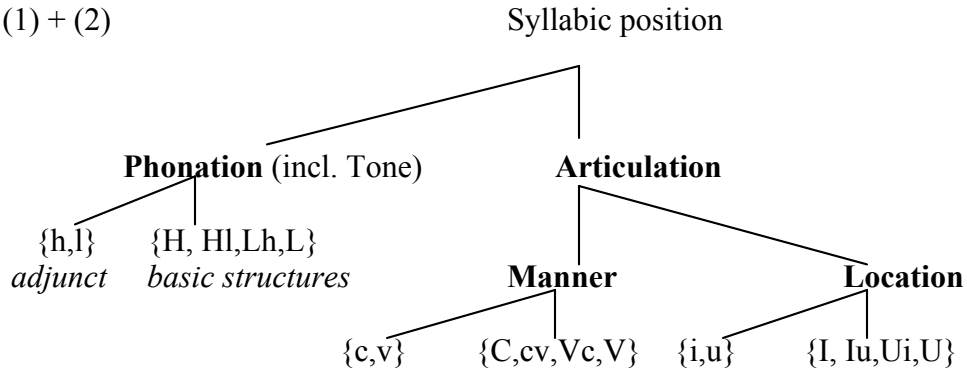 (1) + (2) Syllabic position
Phonation (incl. Tone) Articulation
{h,l} {H, Hl,Lh,L}
adjunct basic structures
Manner Location
{c,v} {C,cv,Vc,V} {i,u} {I, Iu,Ui,U}